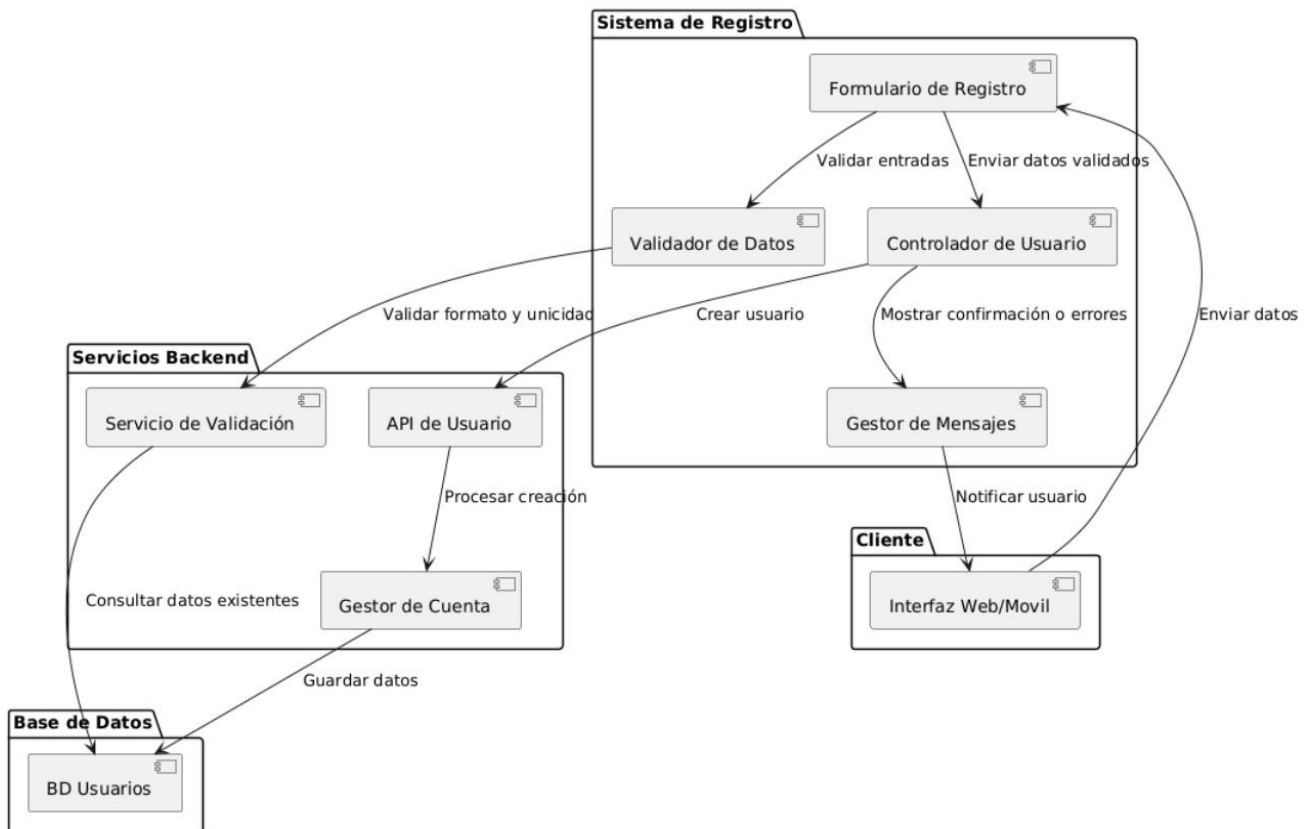 Sistema de Registro
Formulario de Registro
Validar entradas
Enviar datos validados
Validador de Datos
Controlador de Usuario
Validar formato y unicidad
Crear usuario
Mostrar confirmación o errores
Enviar datos
Servicios Backend
Servicio de Validación
API de Usuario
Gestor de Mensajes
Procesar creación
Notificar usuario
Cliente
Consultar datos existentes
Gestor de Cuenta
Interfaz Web/Movil
Guardar datos
Base de Datos
BD Usuarios